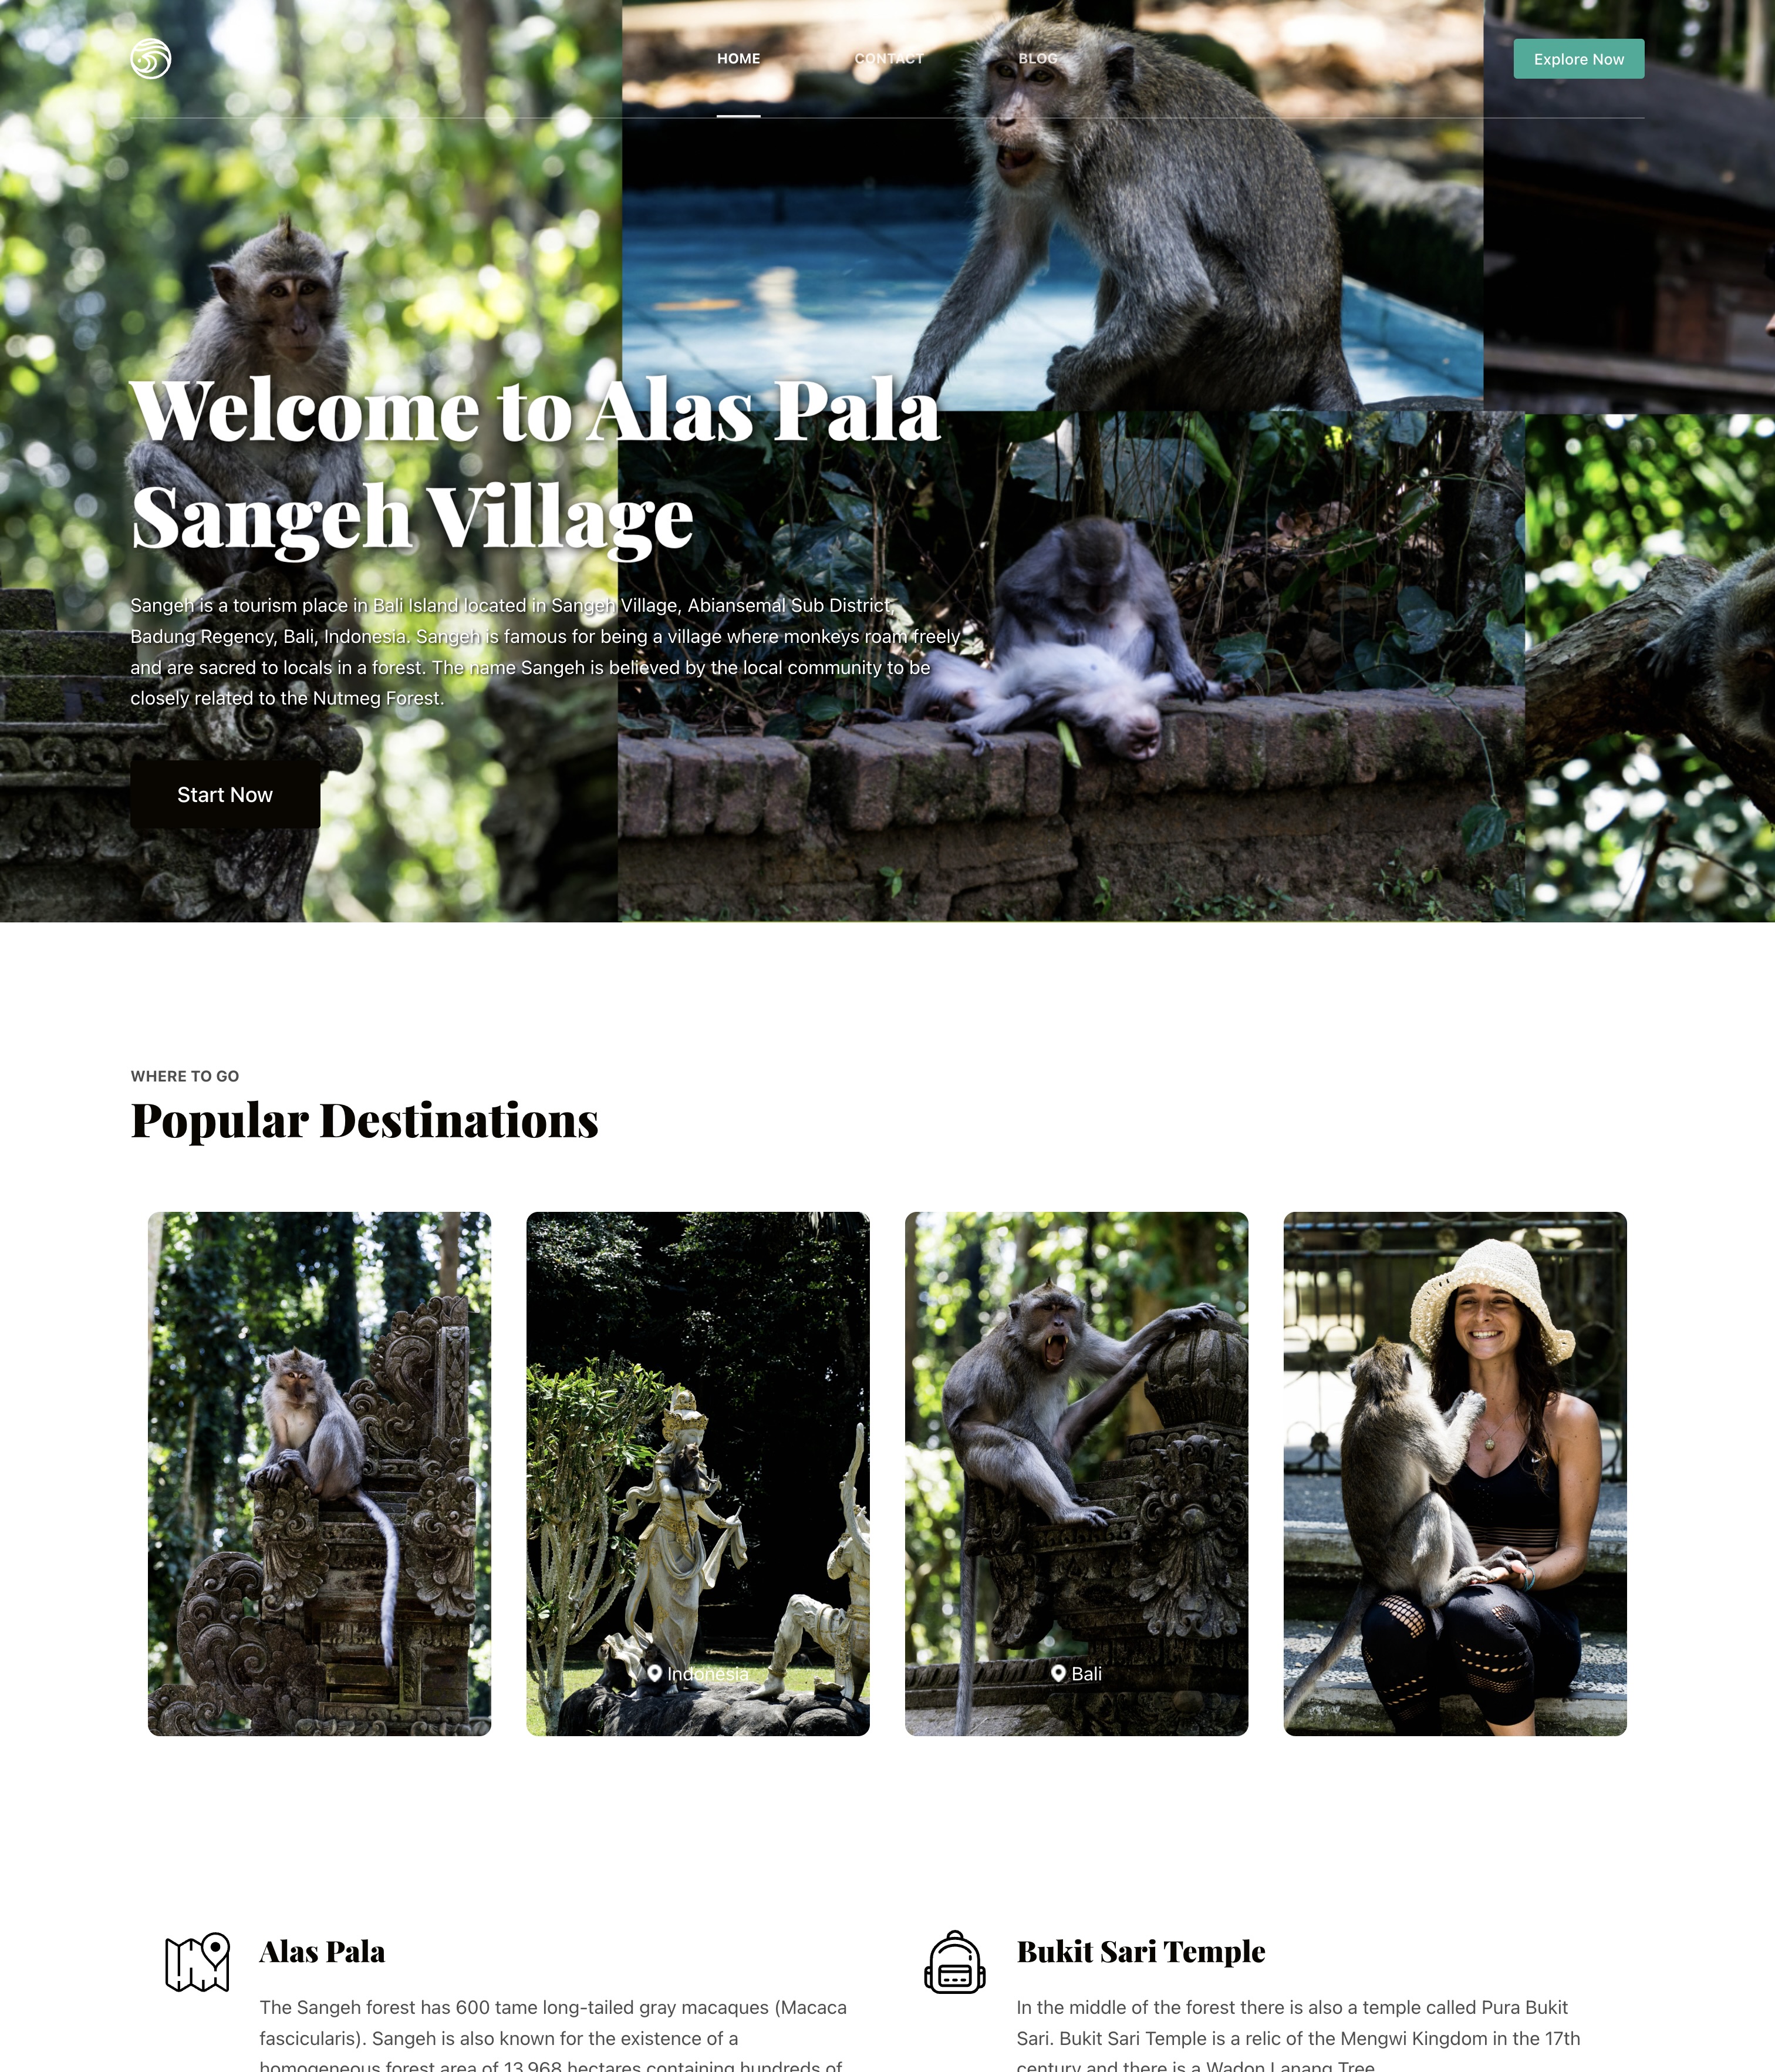 HOME CONTACT BLOG Explore Now
Welcome to Alas Pala
Sangeh Village
Sangeh is a tourism place in Bali Island located in Sangeh Village, Abiansemal Sub District,
Badung Regency, Bali, Indonesia. Sangeh is famous for being a village where monkeys roam freely
and are sacred to locals in a forest. The name Sangeh is believed by the local community to be
closely related to the Nutmeg Forest.
Start Now
WHERE TO GO
Popular Destinations
Indonesia
Bali
Alas Pala
The Sangeh forest has 600 tame long-tailed gray macaques (Macaca
fascicularis). Sangeh is also known for the existence of a
homogeneous forest area of 13,968 hectares containing hundreds of
Bukit Sari Temple
In the middle of the forest there is also a temple called Pura Bukit
Sari. Bukit Sari Temple is a relic of the Mengwi Kingdom in the 17th
century and there is a Wadon Lanang Tree.